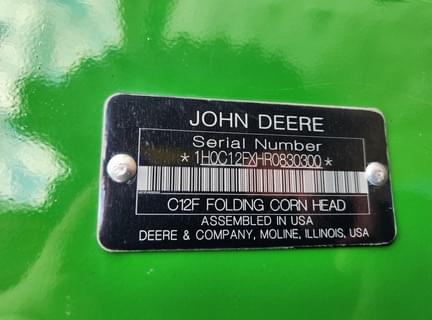 JOHN DEERE
Serial Number
*1H0C12FXHR0830300*
C12F FOLDING CORN HEAD
ASSEMBLED IN USA
DEERE & COMPANY, MOLINE, ILLINOIS, USA